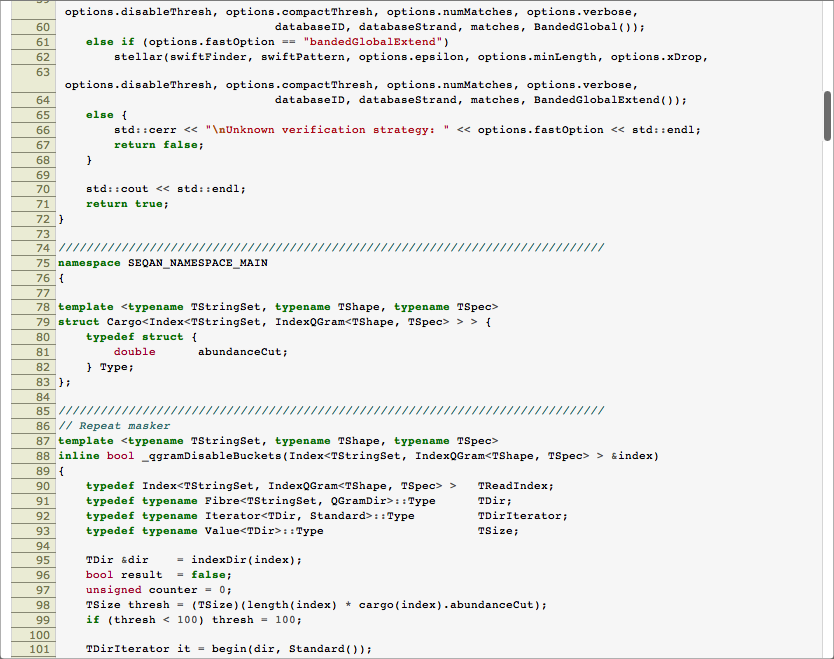 59
options.disableThresh, options.compactThresh, options.numMatches, options.verbose,
60                               databaseID, databaseStrand, matches, BandedGlobal());
61    else if (options.fastOption == "bandedGlobalExtend")
62        stellar(swiftFinder, swiftPattern, options.epsilon, options.minLength, options.xDrop,
63
options.disableThresh, options.compactThresh, options.numMatches, options.verbose,
64                               databaseID, databaseStrand, matches, BandedGlobalExtend());
65    else {
66        std::cerr << "\nUnknown verification strategy: " << options.fastOption << std::endl;
67        return false;
68    }
69
70    std::cout << std::endl;
71    return true;
72 }
73
74 //////////////////////////////////////////////////////////////////////////////
75 namespace SEQAN_NAMESPACE_MAIN
76 {
77
78 template <typename TStringSet, typename TShape, typename TSpec>
79 struct Cargo<Index<TStringSet, IndexQGram<TShape, TSpec> > > {
80    typedef struct {
81        double      abundanceCut;
82    } Type;
83 };
84
85 //////////////////////////////////////////////////////////////////////////////
86 // Repeat masker
87 template <typename TStringSet, typename TShape, typename TSpec>
88 inline bool _qgramDisableBuckets(Index<TStringSet, IndexQGram<TShape, TSpec> > &index)
89 {
90    typedef Index<TStringSet, IndexQGram<TShape, TSpec> >   TReadIndex;
91    typedef typename Fibre<TStringSet, QGramDir>::Type      TDir;
92    typedef typename Iterator<TDir, Standard>::Type         TDirIterator;
93    typedef typename Value<TDir>::Type                      TSize;
94
95    TDir &dir    = indexDir(index);
96    bool result  = false;
97    unsigned counter = 0;
98    TSize thresh = (TSize)(length(index) * cargo(index).abundanceCut);
99    if (thresh < 100) thresh = 100;
100
101    TDirIterator it = begin(dir, Standard());